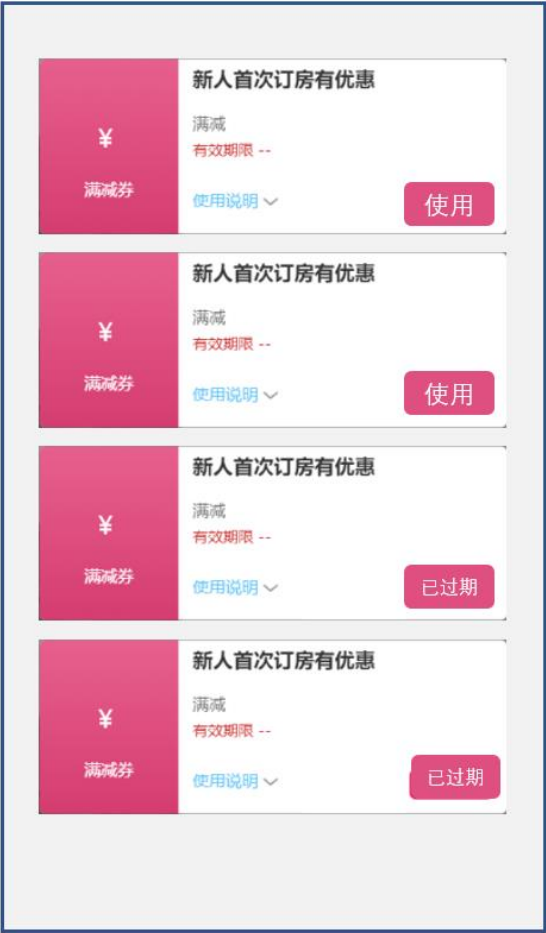 新人首次订房有优惠
满减
¥
有效期限 --
满减券
使用说明
使用
新人首次订房有优惠
满减
¥
有效期限 --
满减券
使用说明
使用
新人首次订房有优惠
满减
¥
有效期限 --
满减券
使用说明
已过期
新人首次订房有优惠
满减
¥
有效期限 --
满减券
使用说明
已过期